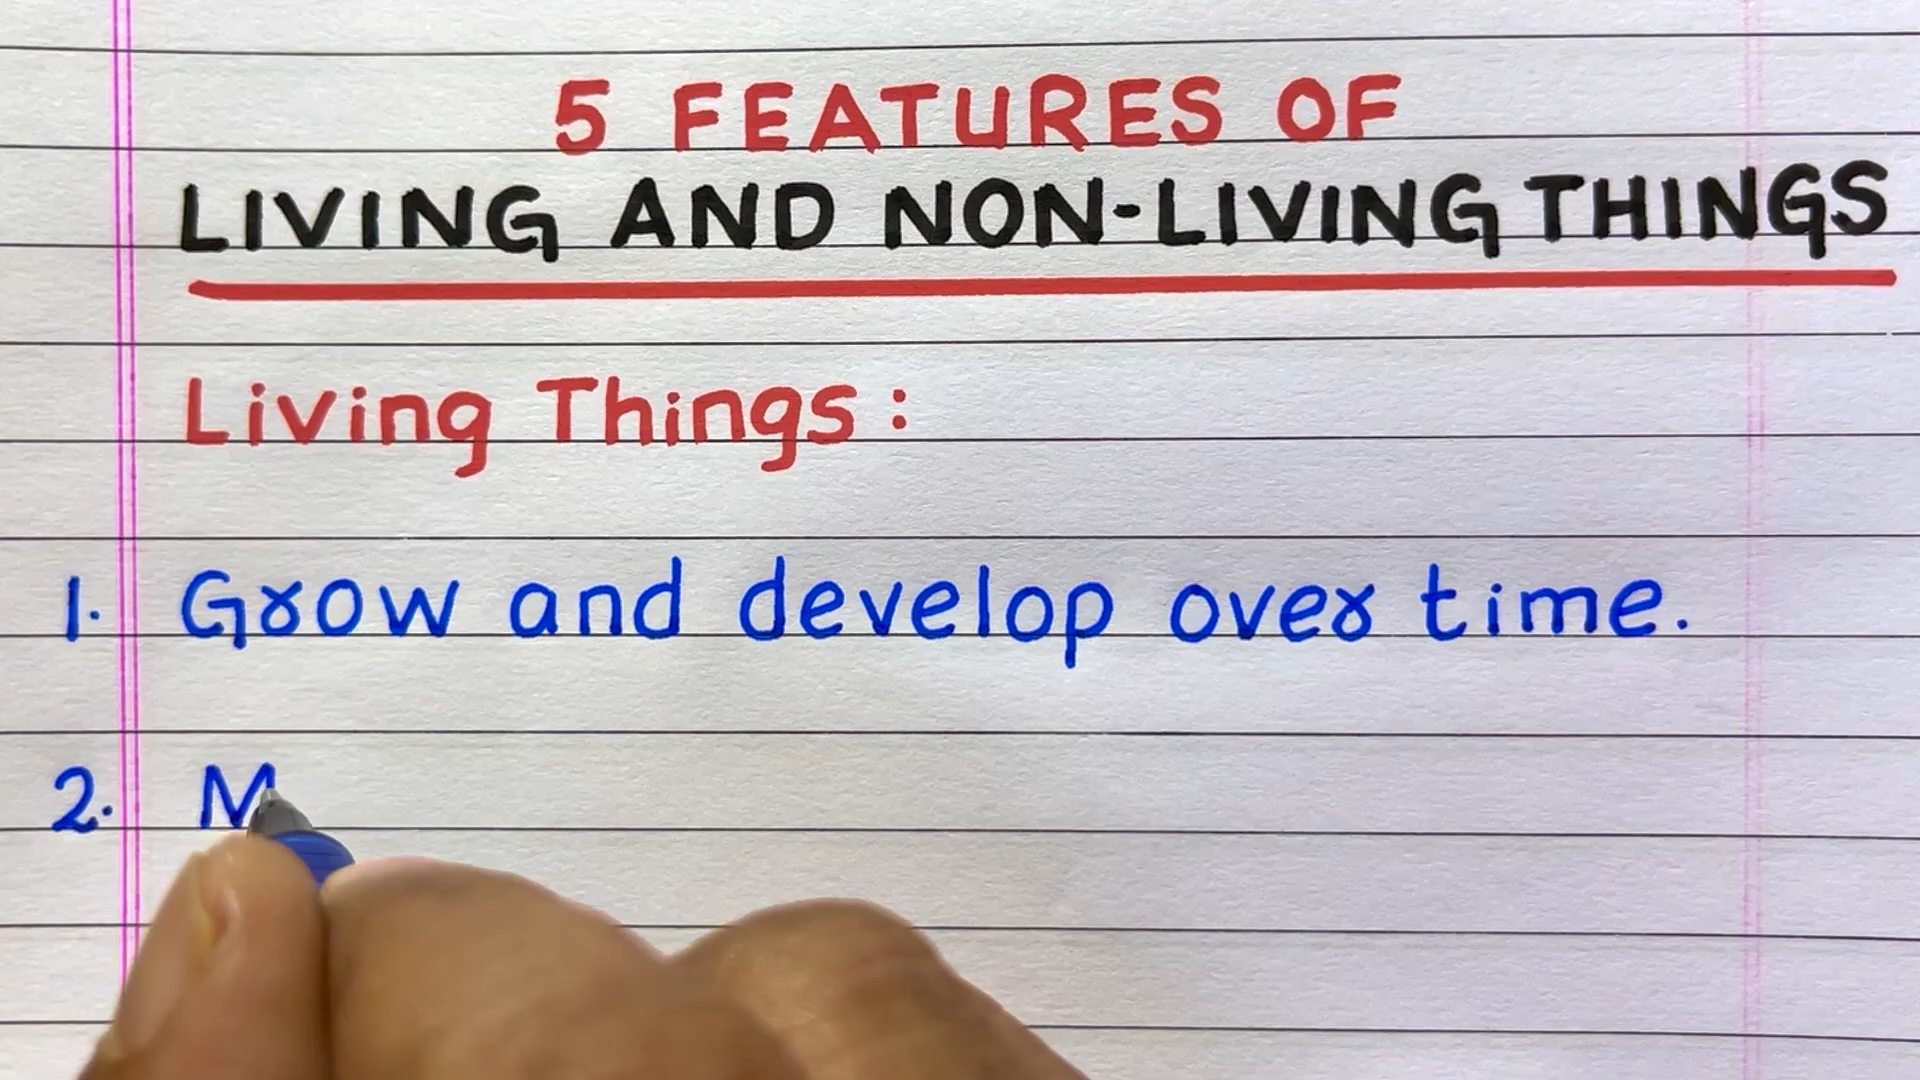 5 FEATURES OF
LIVING AND NON-LIVING THINGS
Living Things :
1. Grow and develop over time.
2. M